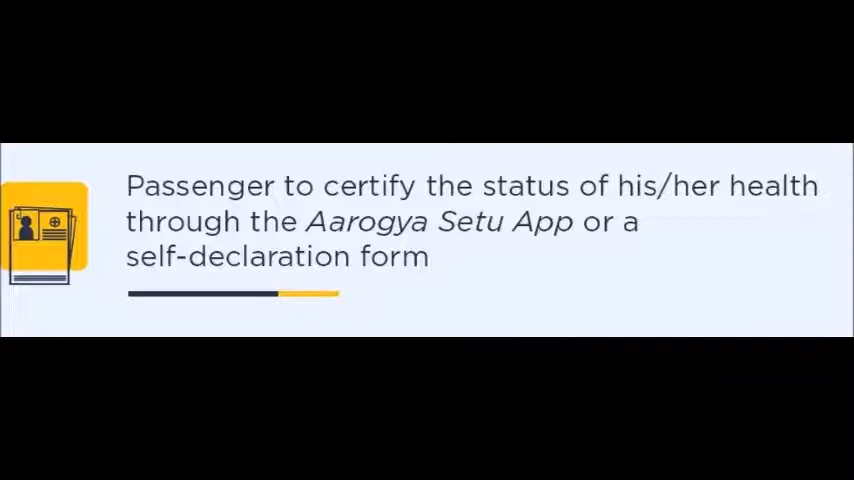 Passenger to certify the status of his/her health
through the Aarogya Setu App or a
self-declaration form